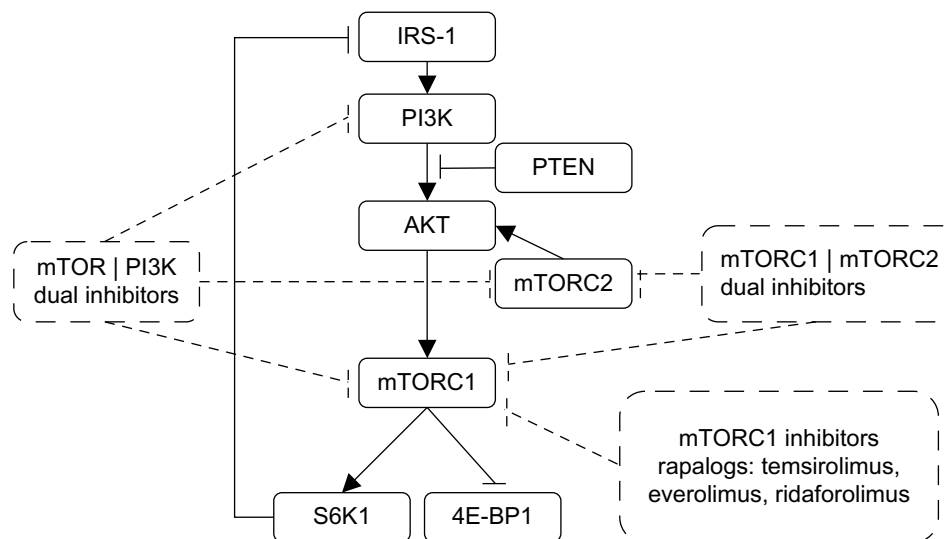 IRS-1
PI3K
PTEN
AKT
mTOR | PI3K
dual inhibitors
mTORC2
mTORC1 | mTORC2
dual inhibitors
mTORC1
mTORC1 inhibitors
rapalogs: temsirolimus,
everolimus, ridaforolimus
S6K1
4E-BP1